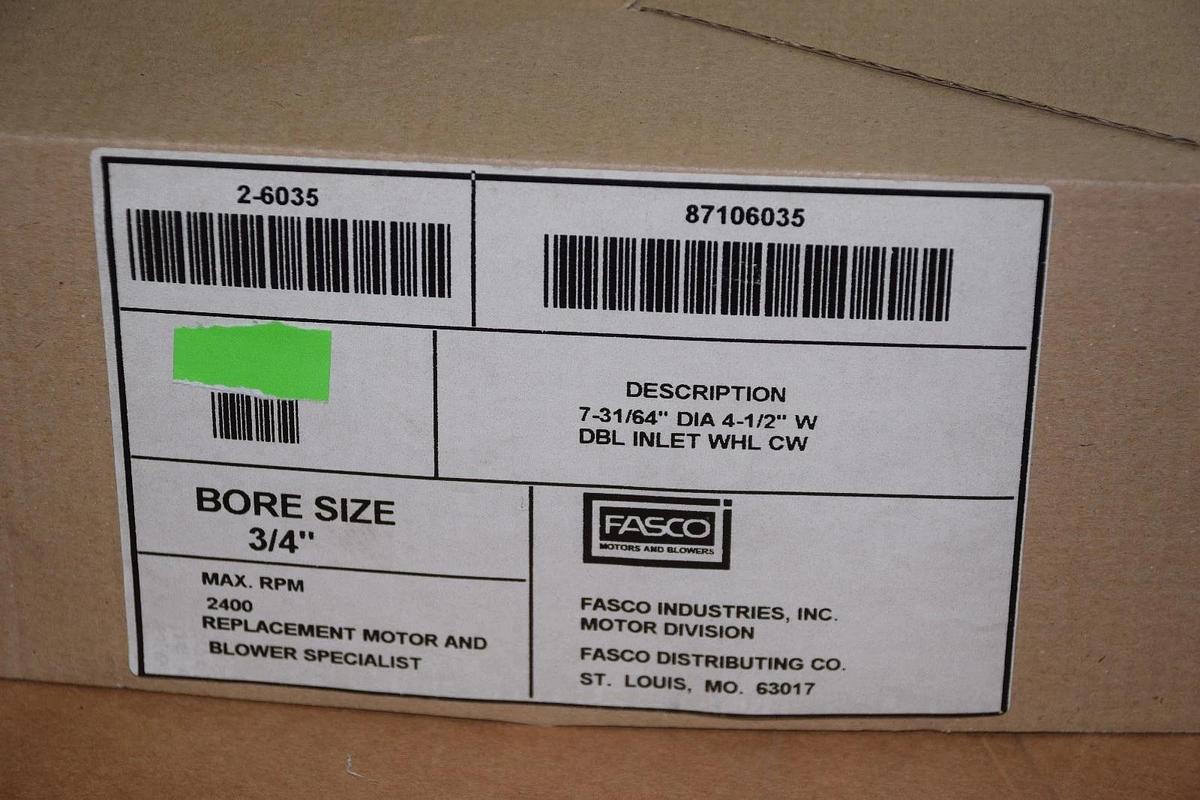 2-6035
87106035
DESCRIPTION
7-31/64" DIA 4-1/2" W
DBL INLET WHL CW
BORE SIZE
3/4"
MAX. RPM
2400
REPLACEMENT MOTOR AND
BLOWER SPECIALIST
FASCO
MOTORS AND BLOWERS
FASCO INDUSTRIES, INC.
MOTOR DIVISION
FASCO DISTRIBUTING CO.
ST. LOUIS, MO. 63017